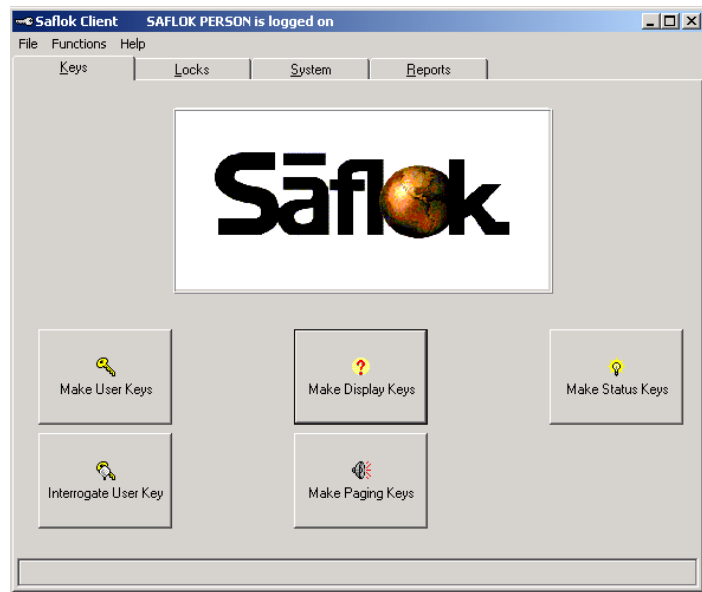 Saflok Client SAFLOK PERSON is logged on
File Functions Help
Keys Locks System Reports
Sāflok
Make User Keys Make Display Keys Make Status Keys
Interrogate User Key Make Paging Keys